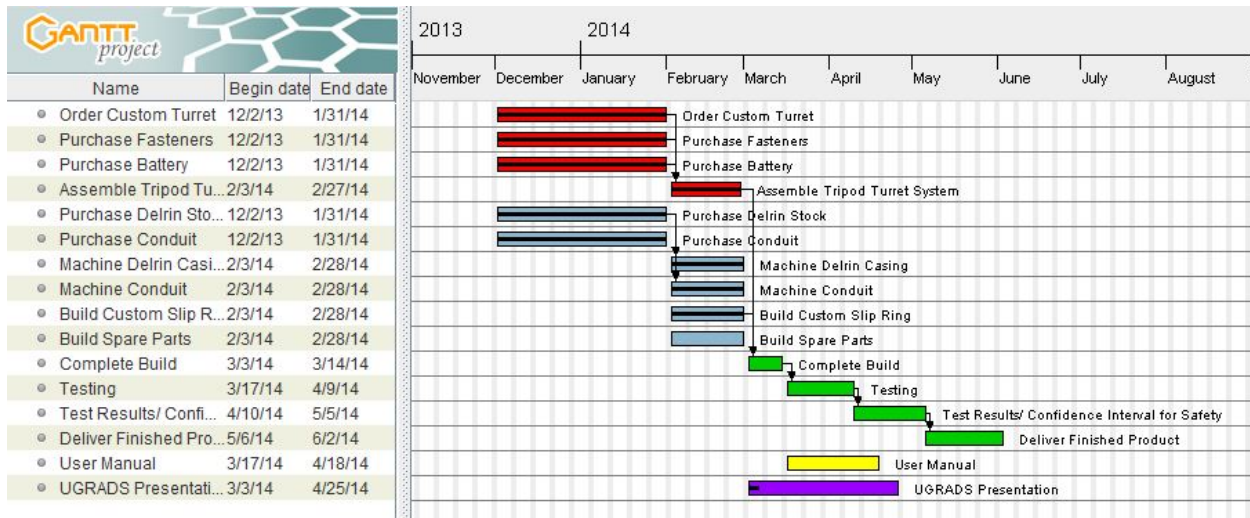 GANTT project
2013 2014
November December January February March April May June July August
Name Begin date End date
Order Custom Turret 12/2/13 1/31/14 Order Custom Turret
Purchase Fasteners 12/2/13 1/31/14 Purchase Fasteners
Purchase Battery 12/2/13 1/31/14 Purchase Battery
Assemble Tripod Tu... 2/3/14 2/27/14 Assemble Tripod Turret System
Purchase Delrin Sto... 12/2/13 1/31/14 Purchase Delrin Stock
Purchase Conduit 12/2/13 1/31/14 Purchase Conduit
Machine Delrin Casi... 2/3/14 2/28/14 Machine Delrin Casing
Machine Conduit 2/3/14 2/28/14 Machine Conduit
Build Custom Slip R... 2/3/14 2/28/14 Build Custom Slip Ring
Build Spare Parts 2/3/14 2/28/14 Build Spare Parts
Complete Build 3/3/14 3/14/14 Complete Build
Testing 3/17/14 4/9/14 Testing
Test Results/ Confi... 4/10/14 5/5/14 Test Results/ Confidence Interval for Safety
Deliver Finished Pro... 5/6/14 6/2/14 Deliver Finished Product
User Manual 3/17/14 4/18/14 User Manual
UGRADS Presentati... 3/3/14 4/25/14 UGRADS Presentation